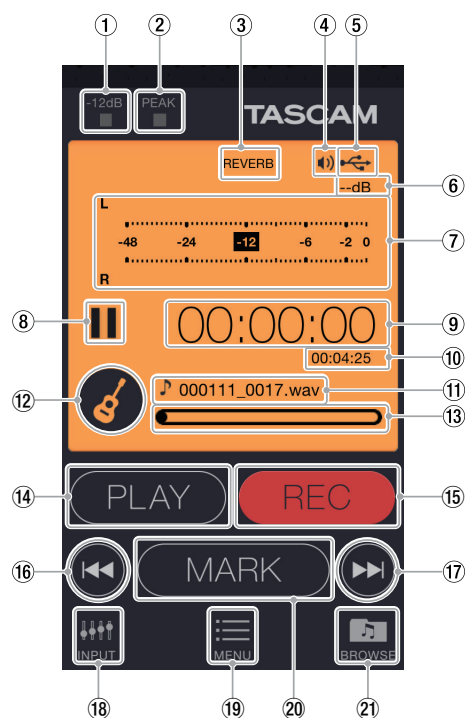 ① ② ③ ④ ⑤
-12dB PEAK
TASCAM
REVERB
--dB ⑥
L
-48 -24 -12 -6 -2 0 ⑦
R
⑧ 00:00:00 ⑨
00:04:25 ⑩
000111_0017.wav ⑪
⑫ ⑬
⑭ PLAY REC ⑮
⑯ MARK ⑰
INPUT MENU BROWSE
⑱ ⑲ ⑳ ㉑